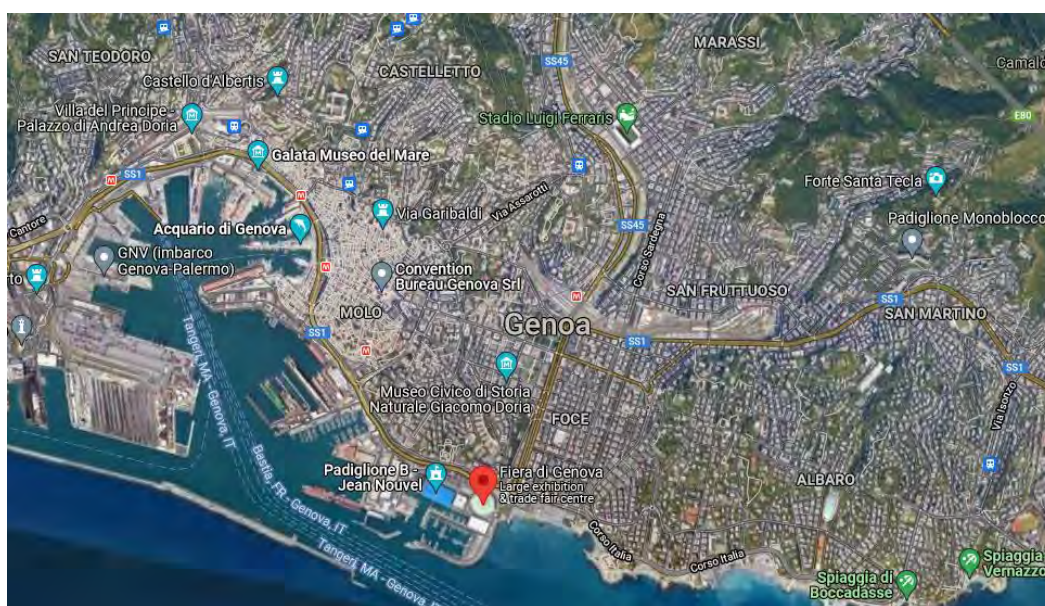 SAN TEODORO
Castello d'Albertis
CASTELLETTO
SS45
MARASSI
Camalo
Villa del Principe -
Palazzo di Andrea Doria
Stadio Luigi Ferraris
E80
Galata Museo del Mare
M
SS1
M
Forte Santa Tecla
Via Garibaldi
Via Assarotti
Cantore
Acquario di Genova
SS45
Corso Sardegna
Padiglione Monoblocco
GNV (imbarco
Genova-Palermo)
M
Convention
Bureau Genova Srl
rto
M
SAN FRUTTUOSO
SS1
MOLO
SS1
Genoa
SAN MARTINO
SS1
SS1
M
Tangeri, MA - Genova, IT
Museo Civico di Storia
Naturale Giacomo Doria
FOCE
Via Isonzo
Bastia, FR - Genova, IT
Padiglione B -
Jean Nouvel
Fiera di Genova
Large exhibition
& trade fair centre
ALBARO
Tangeri, MA - Genova, IT
Corso Italia
Corso Italia
Spiaggia di
Boccadasse
Spiaggia
Vernazzo